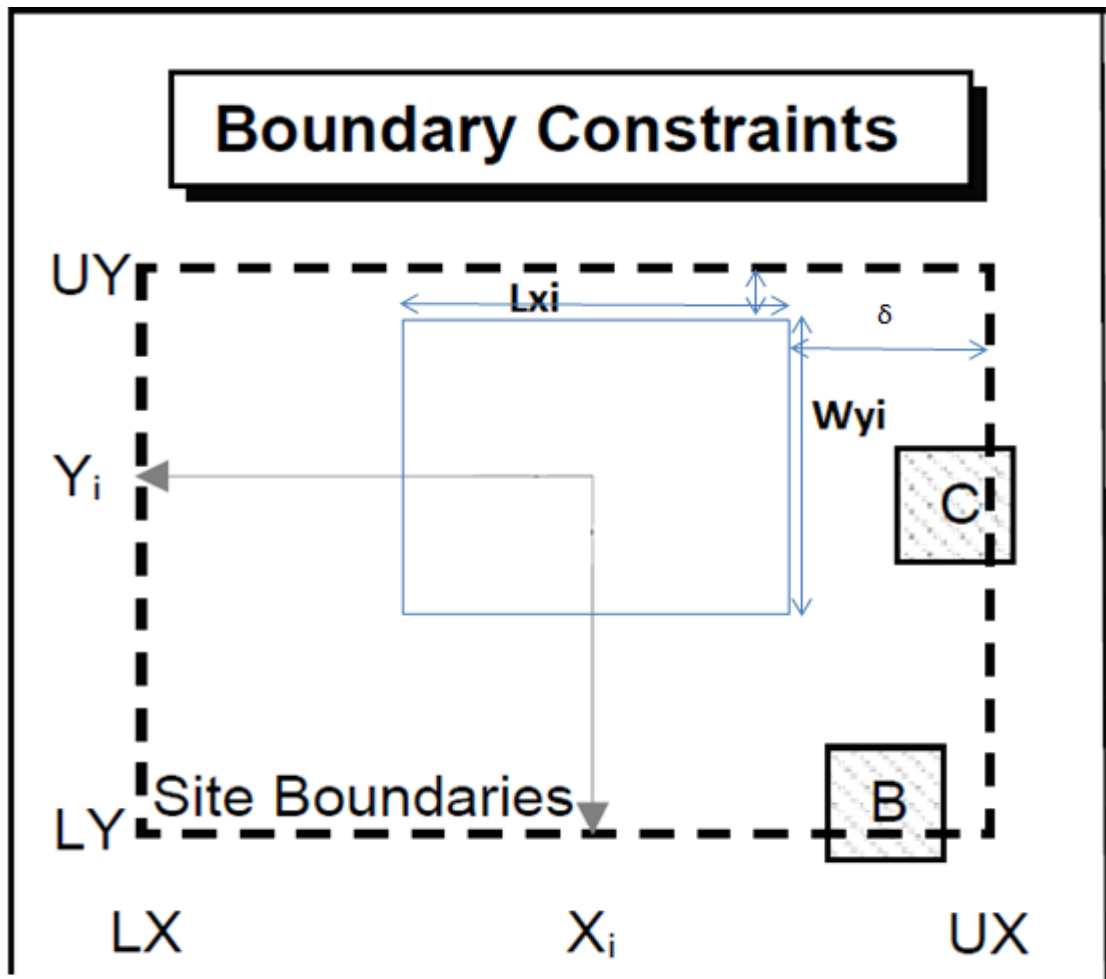 Boundary Constraints
UY
Lxi
δ
Wyi
Yi
C
Site Boundaries
B
LY
LX
Xi
UX